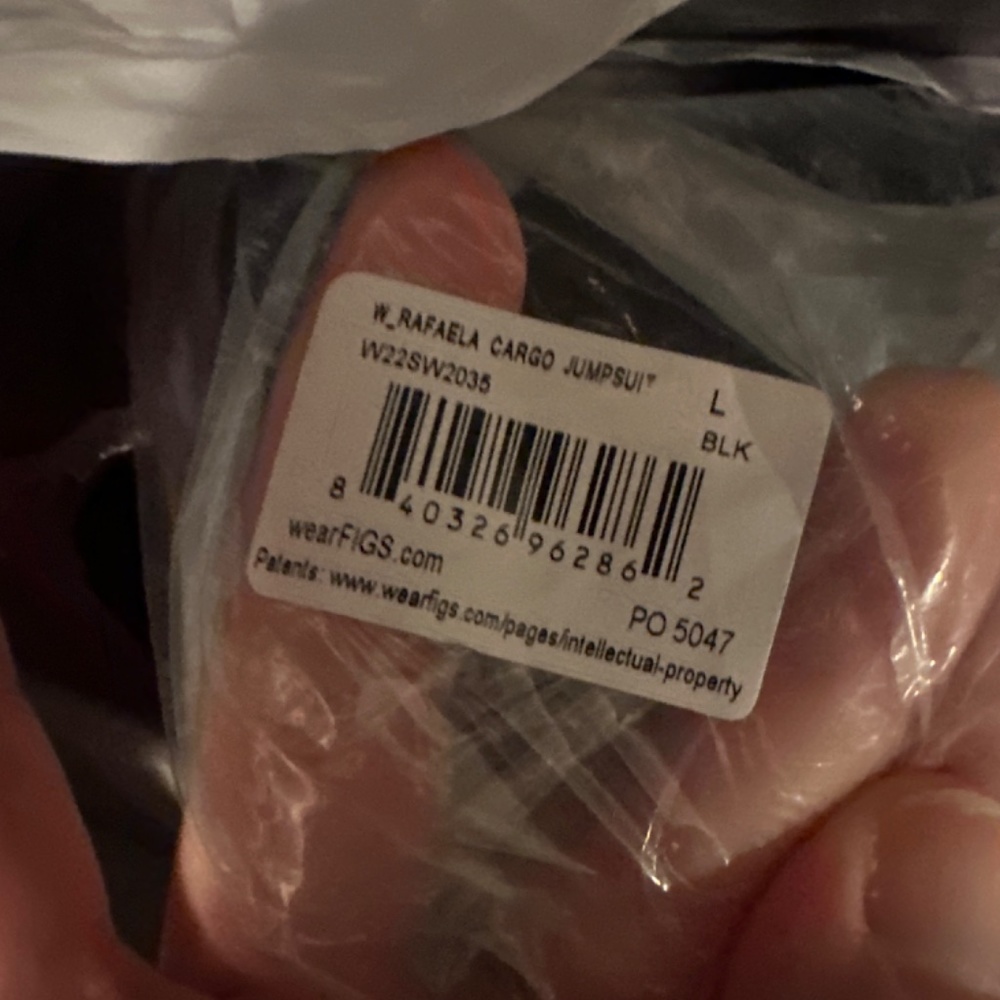 W_RAFAELA CARGO JUMPSUIT
W22SW2035
L
BLK
8 40326 96286 2
wearFIGS.com
PO 5047
Patents: www.wearfigs.com/pages/intellectual-property